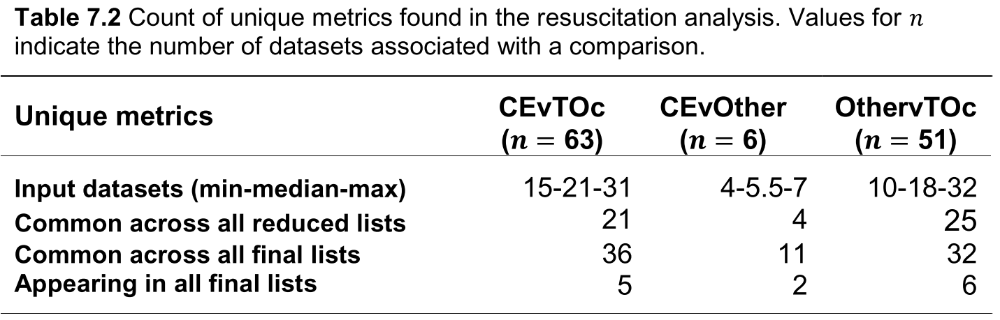 Table 7.2 Count of unique metrics found in the resuscitation analysis. Values for n
indicate the number of datasets associated with a comparison.
Unique metrics CEvTOc CEvOther OthervTOc
(n = 63) (n = 6) (n = 51)
Input datasets (min-median-max) 15-21-31 4-5.5-7 10-18-32
Common across all reduced lists 21 4 25
Common across all final lists 36 11 32
Appearing in all final lists 5 2 6